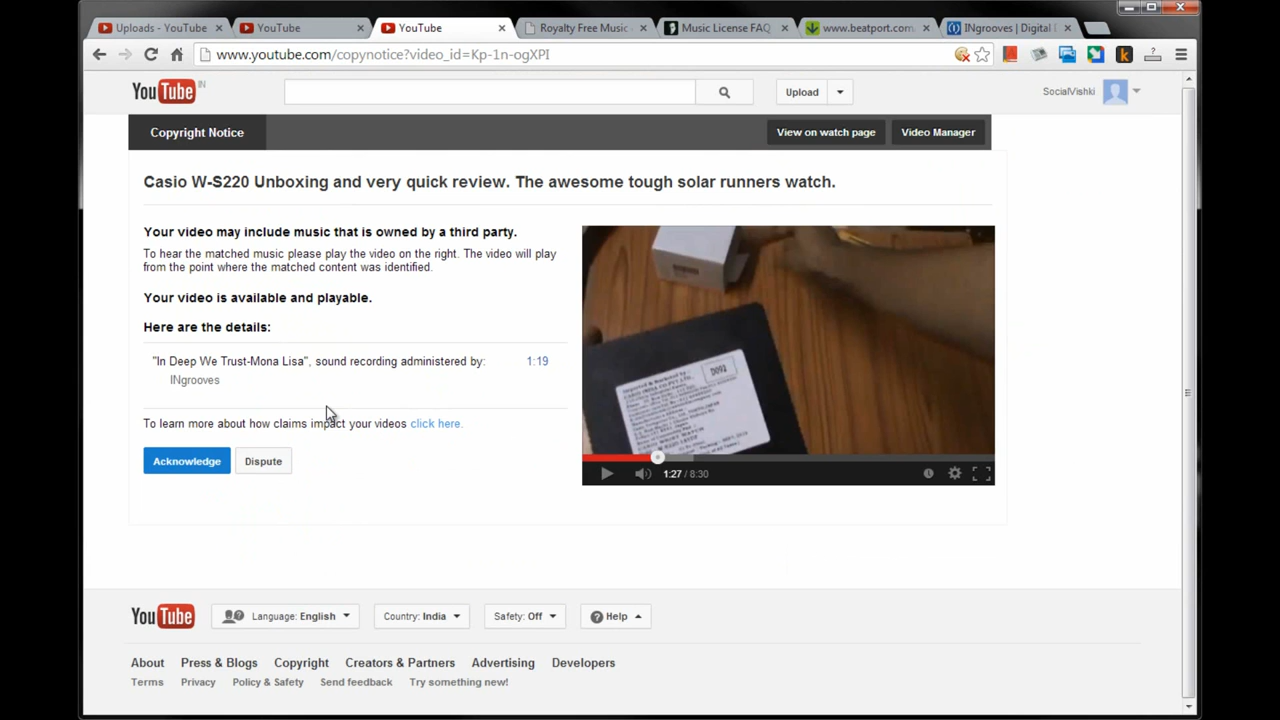 Uploads - YouTube
YouTube
YouTube
Royalty Free Music -
Music License FAQ
www.beatport.com
INgrooves | Digital D
www.youtube.com/copynotice?video_id=Kp-1n-ogXPI
k
?
YouTube IN
Upload
SocialVishki
Copyright Notice
View on watch page
Video Manager
Casio W-S220 Unboxing and very quick review. The awesome tough solar runners watch.
Your video may include music that is owned by a third party.
To hear the matched music please play the video on the right. The video will play
from the point where the matched content was identified.
Your video is available and playable.
Here are the details:
"In Deep We Trust-Mona Lisa", sound recording administered by:
1:19
INgrooves
To learn more about how claims impact your videos click here.
Acknowledge
Dispute
D092
1:27 / 8:30
YouTube
Language: English
Country: India
Safety: Off
Help
About
Press & Blogs
Copyright
Creators & Partners
Advertising
Developers
Terms
Privacy
Policy & Safety
Send feedback
Try something new!